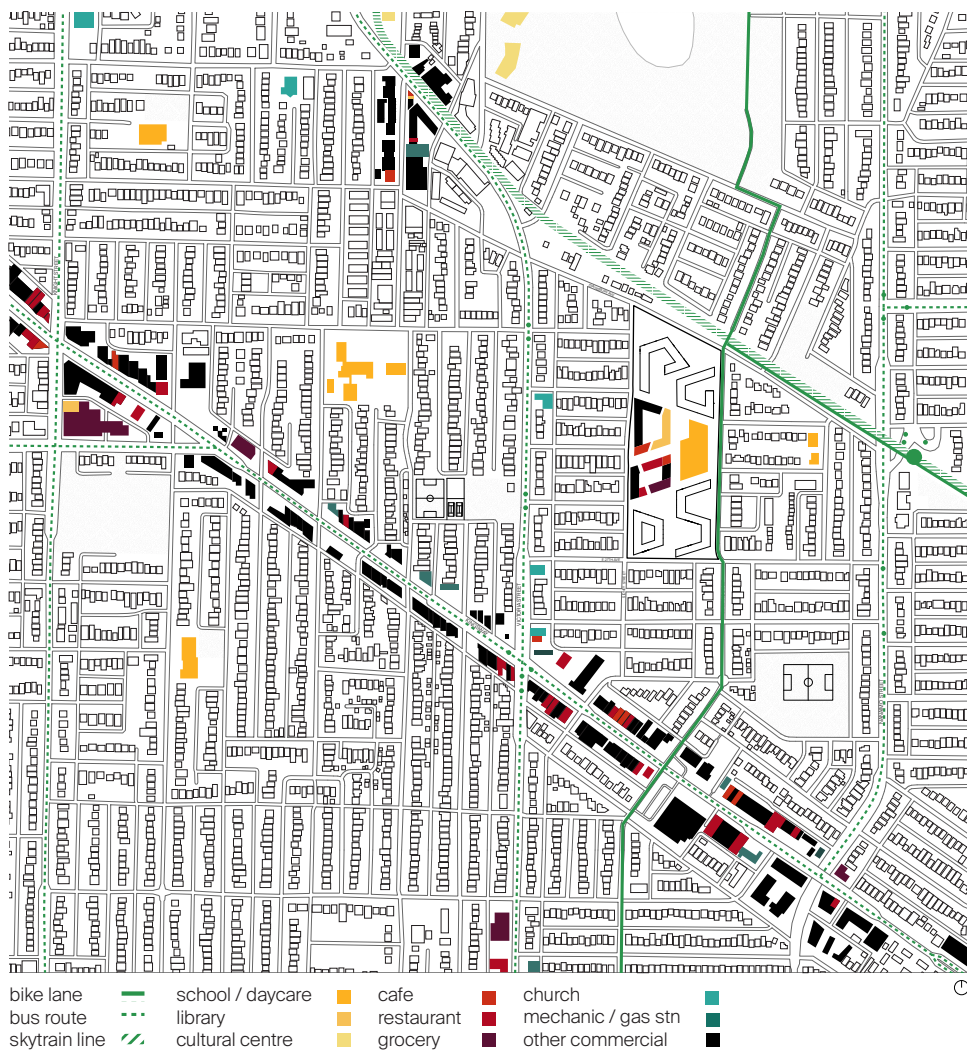 bike lane
bus route
skytrain line
school / daycare
library
cultural centre
cafe
restaurant
grocery
church
mechanic / gas stn
other commercial